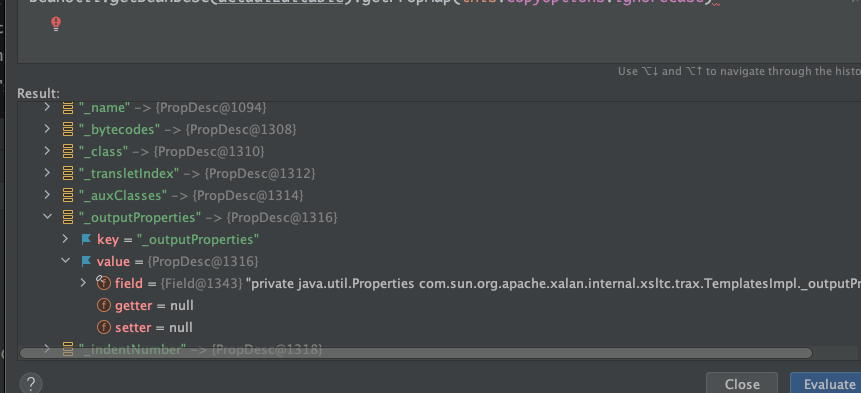 BeanUtil.getBeanDesc(actualEditable).getPropMap(this.copyOptions.ignoreCase)
Use ⌥↓ and ⌥↑ to navigate through the histo
Result:
"_name" -> {PropDesc@1094}
"_bytecodes" -> {PropDesc@1308}
"_class" -> {PropDesc@1310}
"_transletIndex" -> {PropDesc@1312}
"_auxClasses" -> {PropDesc@1314}
"_outputProperties" -> {PropDesc@1316}
key = "_outputProperties"
value = {PropDesc@1316}
field = {Field@1343} "private java.util.Properties com.sun.org.apache.xalan.internal.xsltc.trax.TemplatesImpl._outputPr
getter = null
setter = null
"_indentNumber" -> {PropDesc@1318}
? Close Evaluate